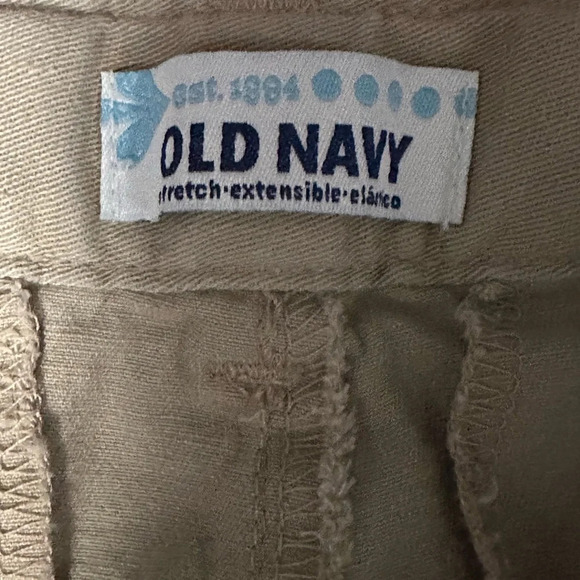 est. 1994
OLD NAVY
stretch·extensible·elástico